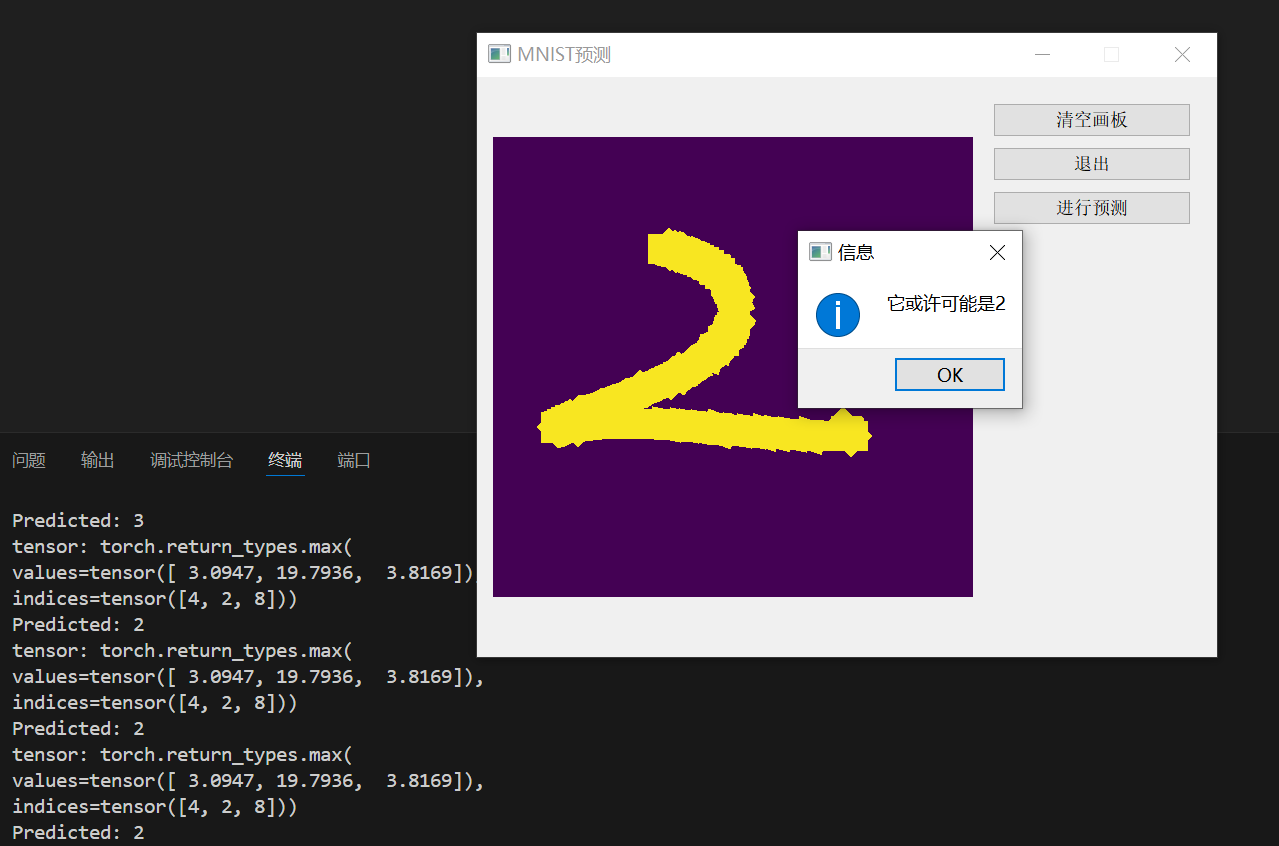 MNIST预测
清空画板
退出
进行预测
2
信息
它或许可能是2
OK
问题 输出 调试控制台 终端 端口
Predicted: 3
tensor: torch.return_types.max(
values=tensor([ 3.0947, 19.7936,  3.8169]),
indices=tensor([4, 2, 8]))
Predicted: 2
tensor: torch.return_types.max(
values=tensor([ 3.0947, 19.7936,  3.8169]),
indices=tensor([4, 2, 8]))
Predicted: 2
tensor: torch.return_types.max(
values=tensor([ 3.0947, 19.7936,  3.8169]),
indices=tensor([4, 2, 8]))
Predicted: 2